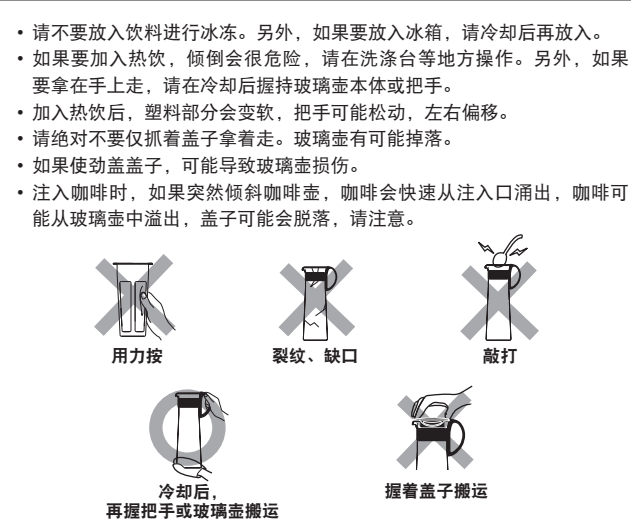 • 请不要放入饮料进行冰冻。另外，如果要放入冰箱，请冷却后再放入。
• 如果要加入热饮，倾倒会很危险，请在洗涤台等地方操作。另外，如果
要拿在手上走，请在冷却后握持玻璃壶本体或把手。
• 加入热饮后，塑料部分会变软，把手可能松动，左右偏移。
• 请绝对不要仅抓着盖子拿着走。玻璃壶有可能掉落。
• 如果使劲盖盖子，可能导致玻璃壶损伤。
• 注入咖啡时，如果突然倾斜咖啡壶，咖啡会快速从注入口涌出，咖啡可
能从玻璃壶中溢出，盖子可能会脱落，请注意。
用力按
裂纹、缺口
敲打
冷却后，
再握把手或玻璃壶搬运
握着盖子搬运